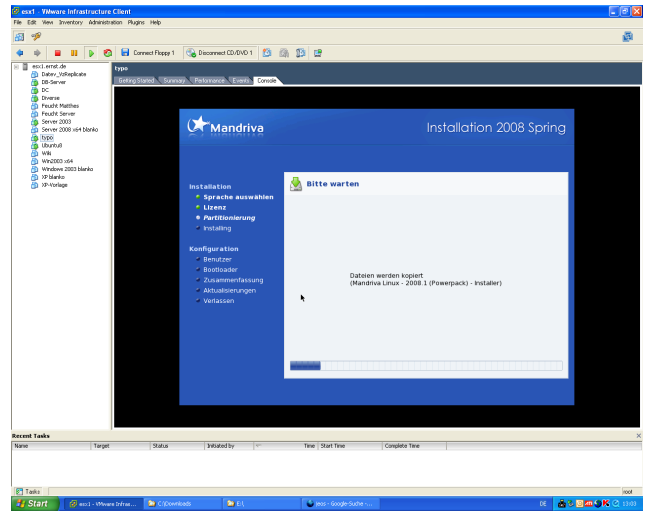 esx1 - VMware Infrastructure Client
File Edit View Inventory Administration Plugins Help
Connect Floppy 1 Disconnect CD/DVD 1
esx1.ernst.de
Datev_VzReplicate
DB-Server
DC
Diverse
Feucht Matthes
Feucht Server
Server 2003
Server 2008 x64 blanko
typo
Ubuntu8
Wiki
Win2003 x64
Windows 2003 blanko
XP blanko
XP-Vorlage
typo
Getting Started Summary Performance Events Console
Mandriva
Installation 2008 Spring
Installation
Sprache auswählen
Lizenz
Partitionierung
Installing
Konfiguration
Benutzer
Bootloader
Zusammenfassung
Aktualisierungen
Verlassen
Bitte warten
Dateien werden kopiert
(Mandriva Linux - 2008.1 (Powerpack) - Installer)
Recent Tasks
Name Target Status Initiated by Time Start Time Complete Time
Tasks root
Start esx1 - VMware Infras... C:\Downloads E:\ jeos - Google-Suche -... DE 13:03